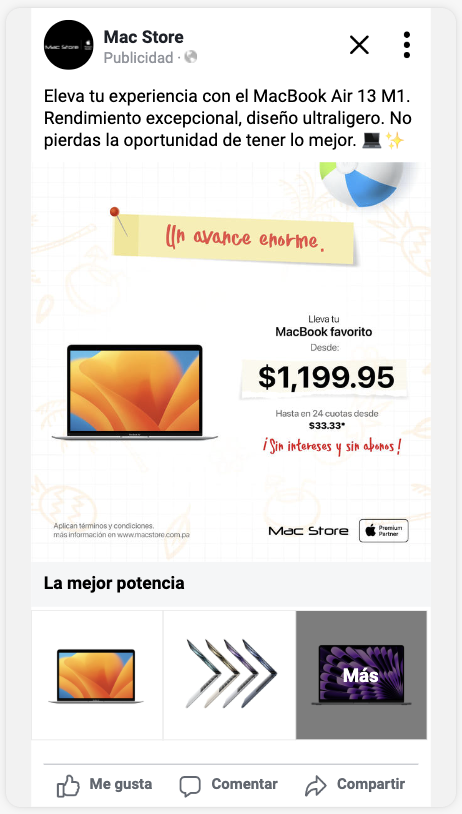 Mac Store
Publicidad ·
Eleva tu experiencia con el MacBook Air 13 M1.
Rendimiento excepcional, diseño ultraligero. No
pierdas la oportunidad de tener lo mejor. 💻✨
Un avance enorme.
Lleva tu
MacBook favorito
Desde:
$1,199.95
Hasta en 24 cuotas desde
$33.33*
¡Sin intereses y sin abonos!
Aplican términos y condiciones.
mas información en www.macstore.com.pa
Mac Store
Premium
Partner
La mejor potencia
Más
Me gusta
Comentar
Compartir